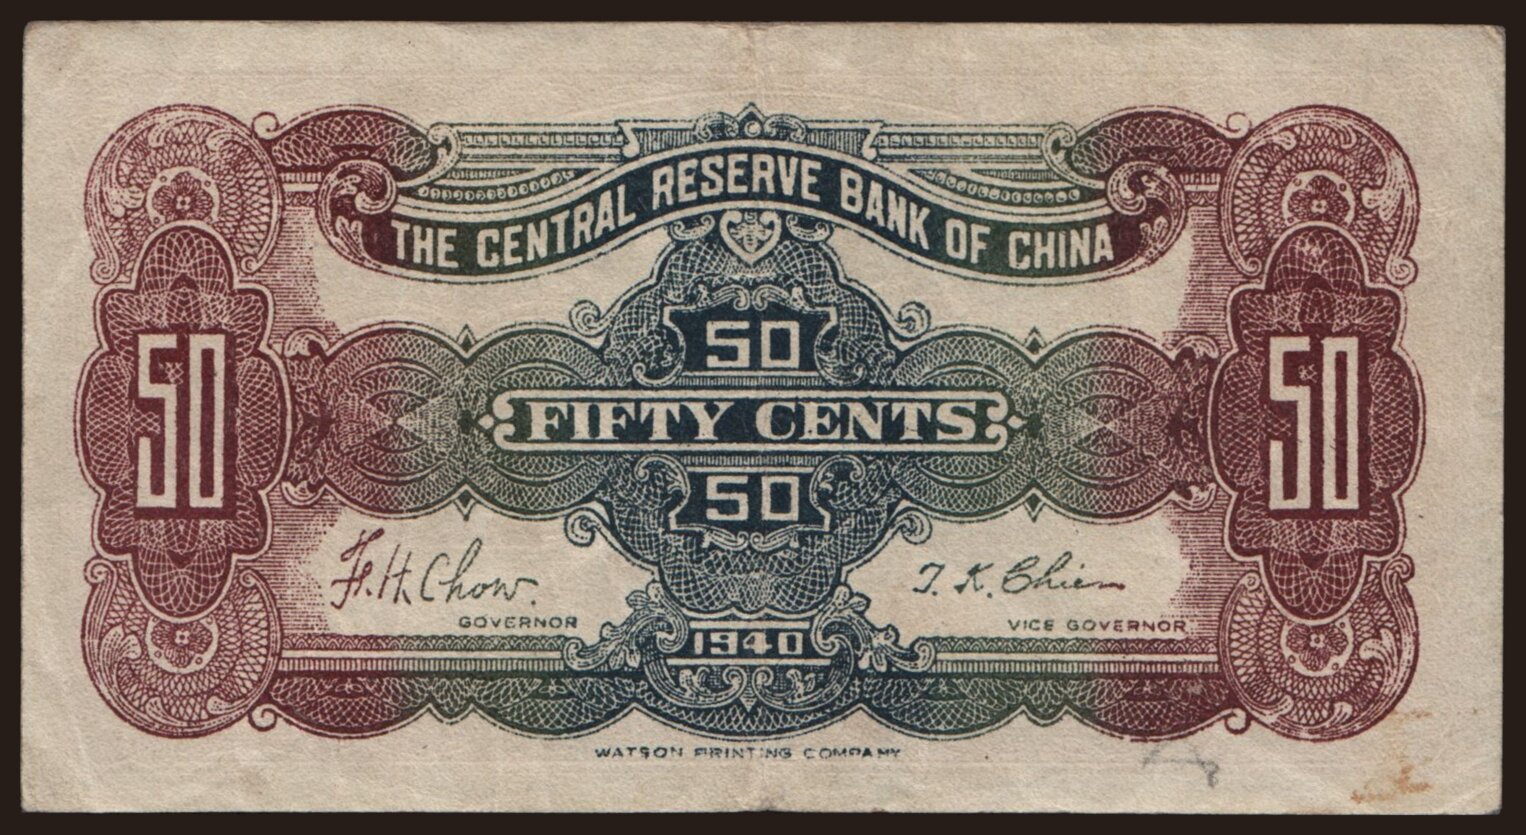 THE CENTRAL RESERVE BANK OF CHINA
50
50 FIFTY CENTS 50
50
F. H. Chow. T. K. Chien
GOVERNOR VICE GOVERNOR
1940
WATSON PRINTING COMPANY